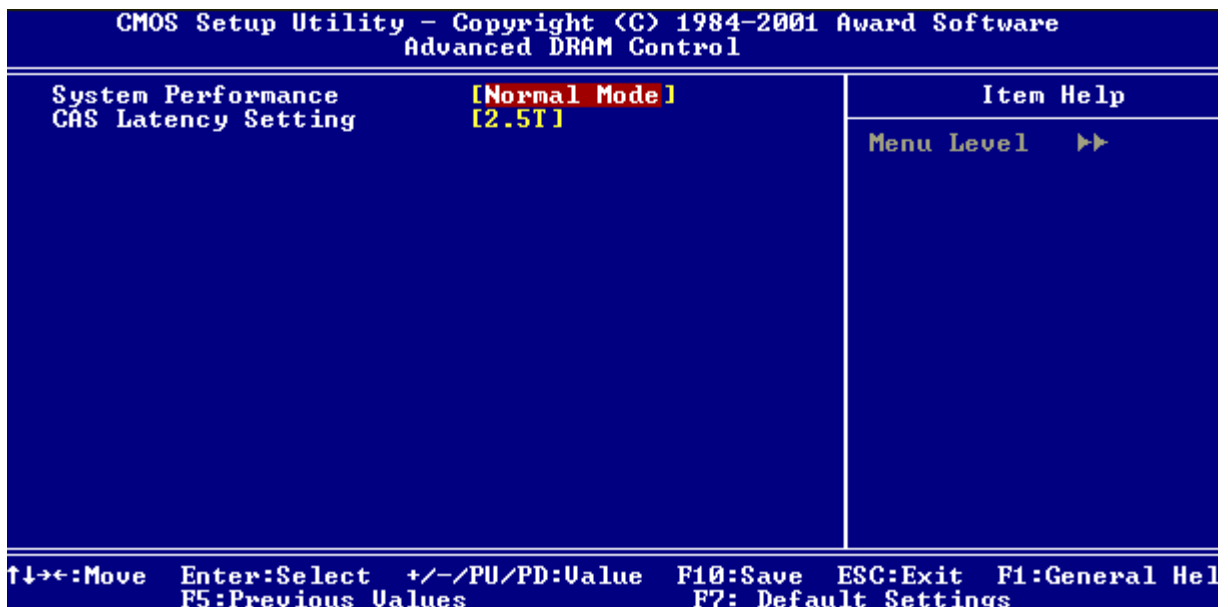 CMOS Setup Utility – Copyright (C) 1984–2001 Award Software
Advanced DRAM Control
System Performance [Normal Mode]
CAS Latency Setting [2.5T]
Item Help
Menu Level ▶▶
↑↓→←:Move Enter:Select +/-/PU/PD:Value F10:Save ESC:Exit F1:General Hel
F5:Previous Values F7: Default Settings